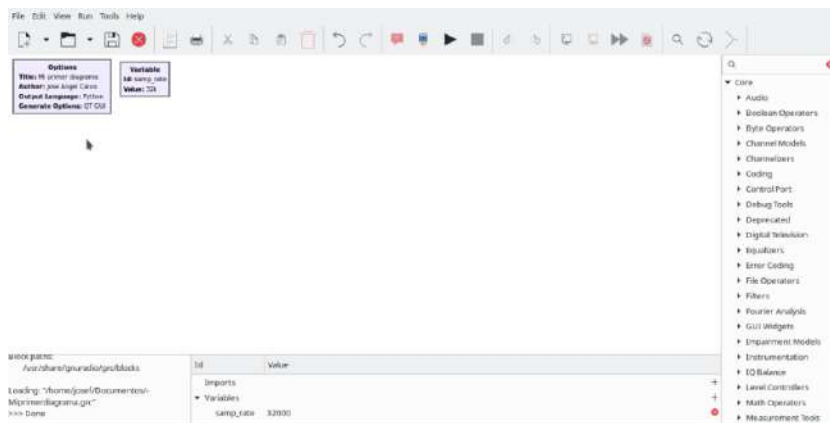 File Edit View Run Tools Help
Options
Title: Mi primer diagrama
Author: Jose Angel Calvo
Output Language: Python
Generate Options: QT GUI
Variable
Id: samp_rate
Value: 32k
Core
Audio
Boolean Operators
Byte Operators
Channel Models
Channelizers
Coding
Control Port
Debug Tools
Deprecated
Digital Television
Equalizers
Error Coding
File Operators
Filters
Fourier Analysis
GUI Widgets
Impairment Models
Instrumentation
IQ Balance
Level Controllers
Math Operators
Measurement Tools
Block paths:
/usr/share/gnuradio/grc/blocks
Loading: "/home/josef/Documentos/-
Miprimerdiagrama.grc"
>>> Done
Id Value
Imports
Variables
samp_rate 32000